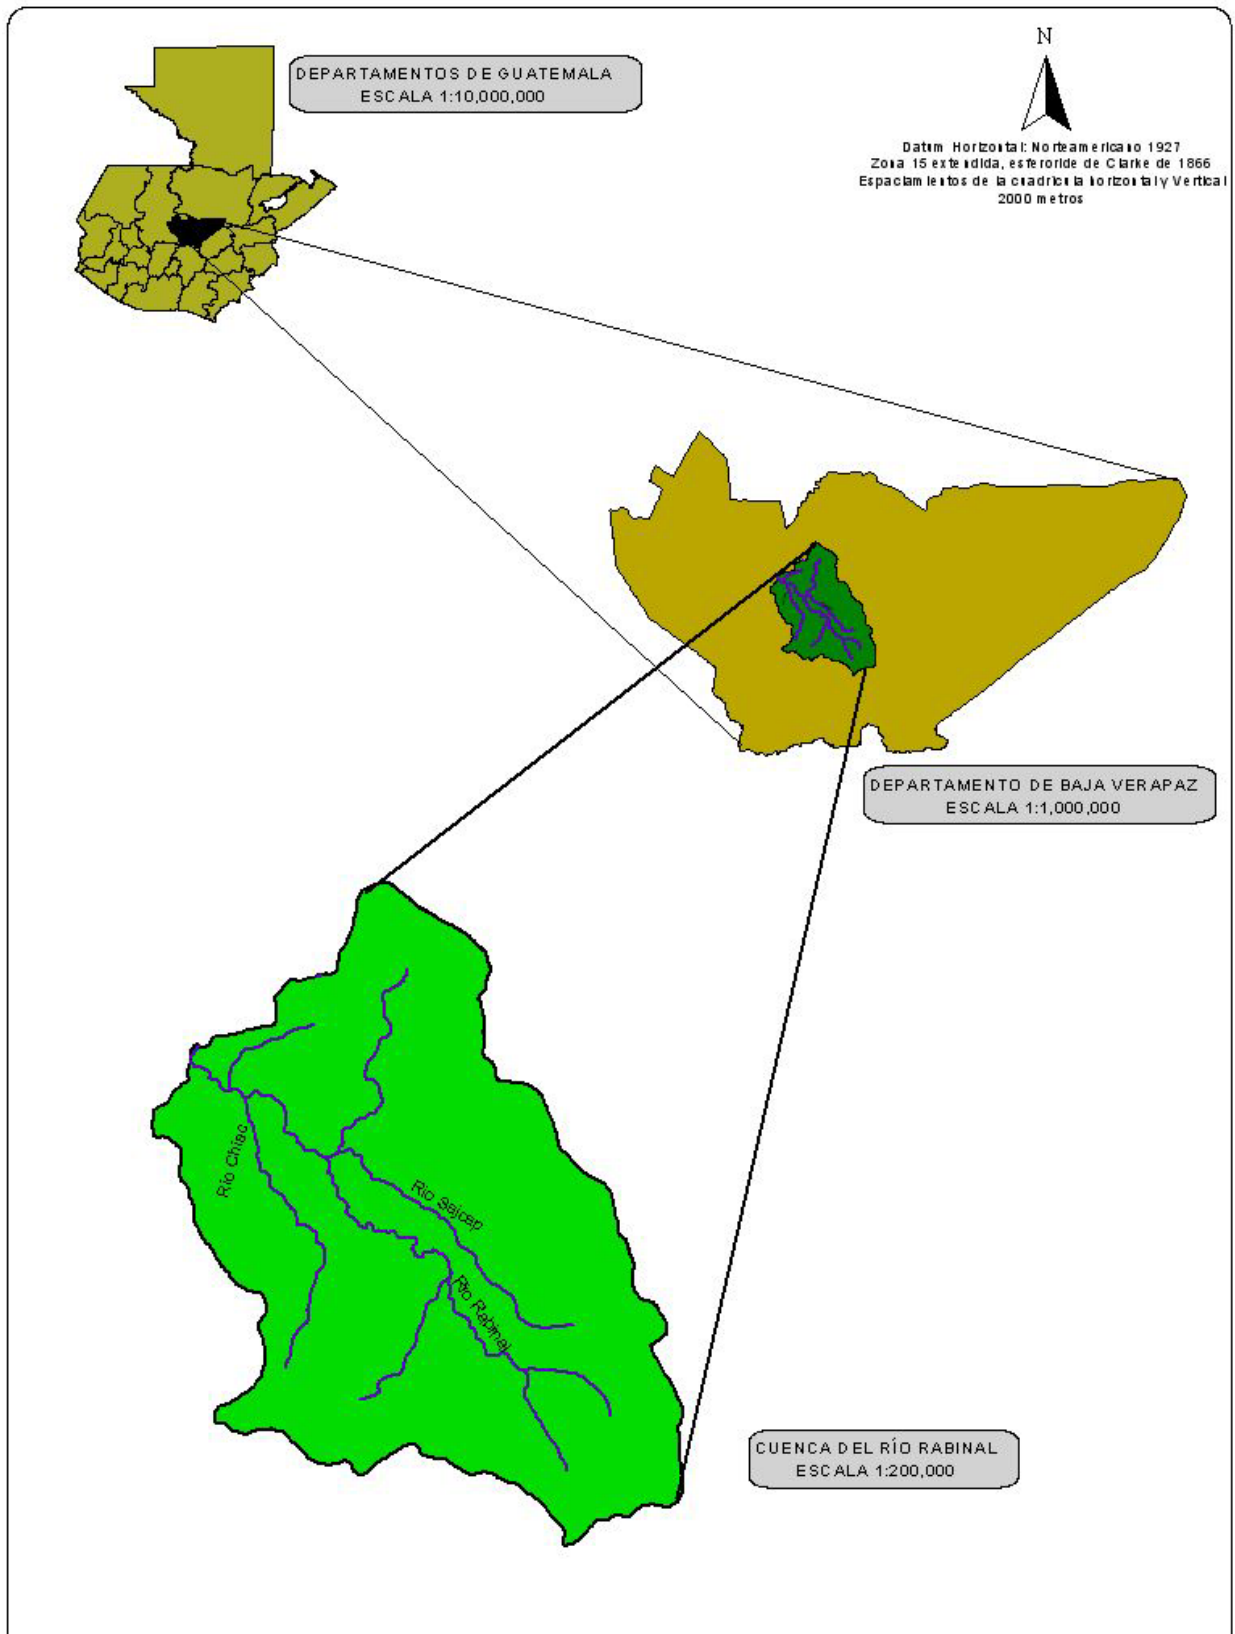 DEPARTAMENTOS DE GUATEMALA
ESCALA 1:10,000,000
N
Datum Horizontal: Norteamericano 1927
Zona 15 extendida, esferoride de Clarke de 1866
Espaciamientos de la cuadricula horizontal y Vertical
2000 metros
DEPARTAMENTO DE BAJA VERAPAZ
ESCALA 1:1,000,000
Río Chiac
Río Sajcap
Río Rabinal
CUENCA DEL RÍO RABINAL
ESCALA 1:200,000